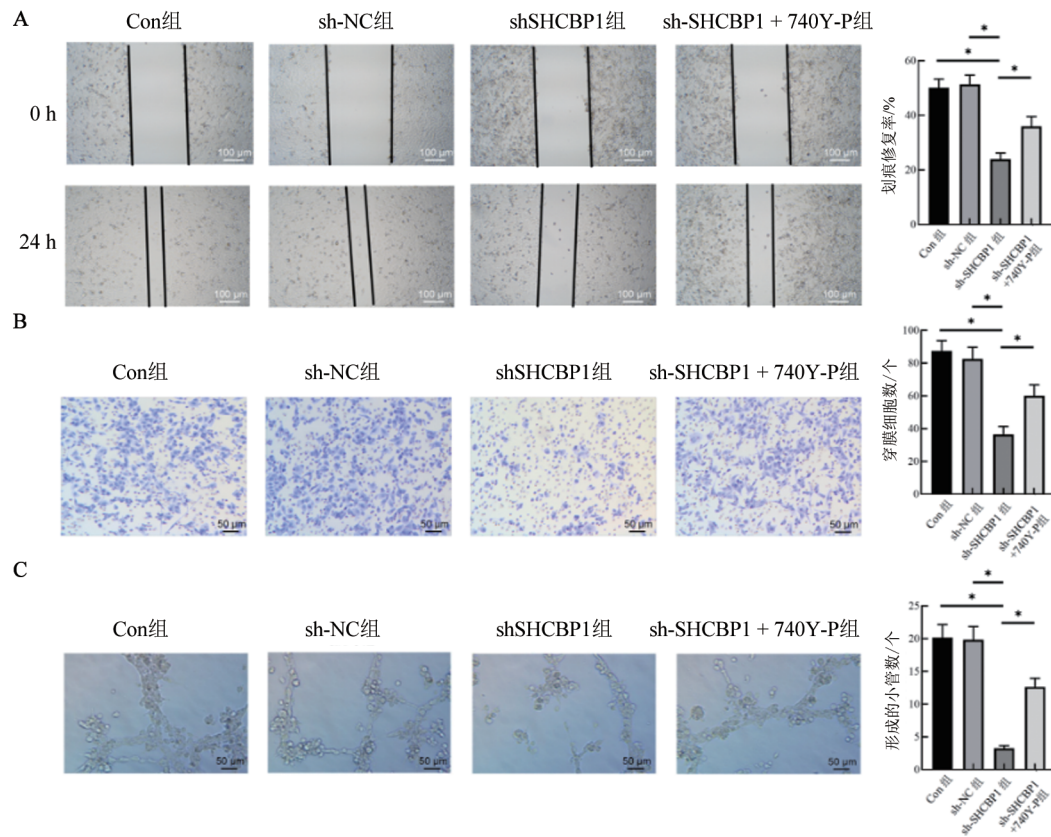 A
Con组 sh-NC组 shSHCBP1组 sh-SHCBP1 + 740Y-P组
0 h
100 μm 100 μm 100 μm 100 μm
24 h
100 μm 100 μm 100 μm 100 μm
划痕修复率/%
60
40
20
0
* * *
Con 组
sh-NC 组
sh-SHCBP1 组
sh-SHCBP1
+740Y-P组
B
Con组 sh-NC组 shSHCBP1组 sh-SHCBP1 + 740Y-P组
50 μm 50 μm 50 μm 50 μm
穿膜细胞数/个
100
80
60
40
20
0
* * *
Con 组
sh-NC 组
sh-SHCBP1 组
sh-SHCBP1
+740Y-P组
C
Con组 sh-NC组 shSHCBP1组 sh-SHCBP1 + 740Y-P组
50 μm 50 μm 50 μm 50 μm
形成的小管数/个
25
20
15
10
5
0
* * *
Con 组
sh-NC 组
sh-SHCBP1 组
sh-SHCBP1
+740Y-P组